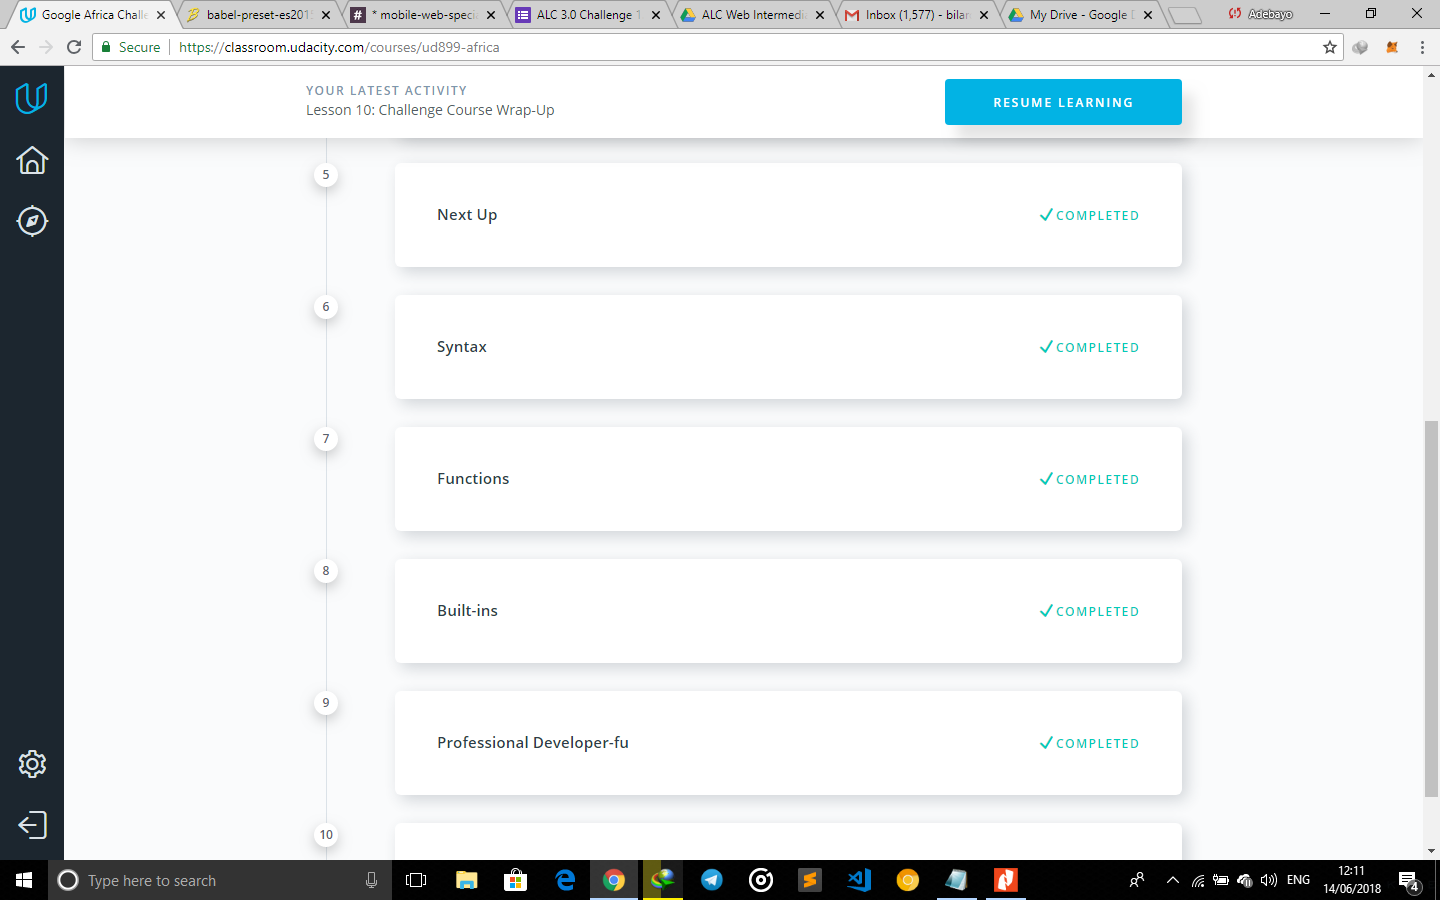 Google Africa Challe
babel-preset-es2015
* mobile-web-speci
ALC 3.0 Challenge 1
ALC Web Intermedi
Inbox (1,577) - bilan
My Drive - Google D
Adebayo
Secure
https://classroom.udacity.com/courses/ud899-africa
YOUR LATEST ACTIVITY
Lesson 10: Challenge Course Wrap-Up
RESUME LEARNING
5
Next Up
COMPLETED
6
Syntax
COMPLETED
7
Functions
COMPLETED
8
Built-ins
COMPLETED
9
Professional Developer-fu
COMPLETED
10
Type here to search
ENG
12:11
14/06/2018
4